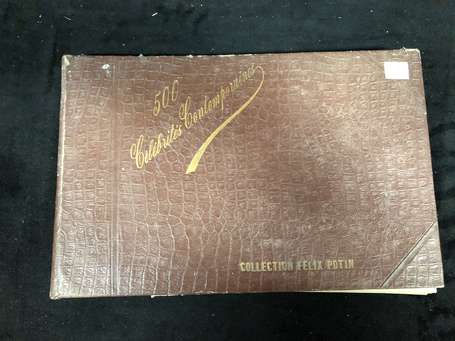 500
Célébrités Contemporaines
COLLECTION FÉLIX POTIN